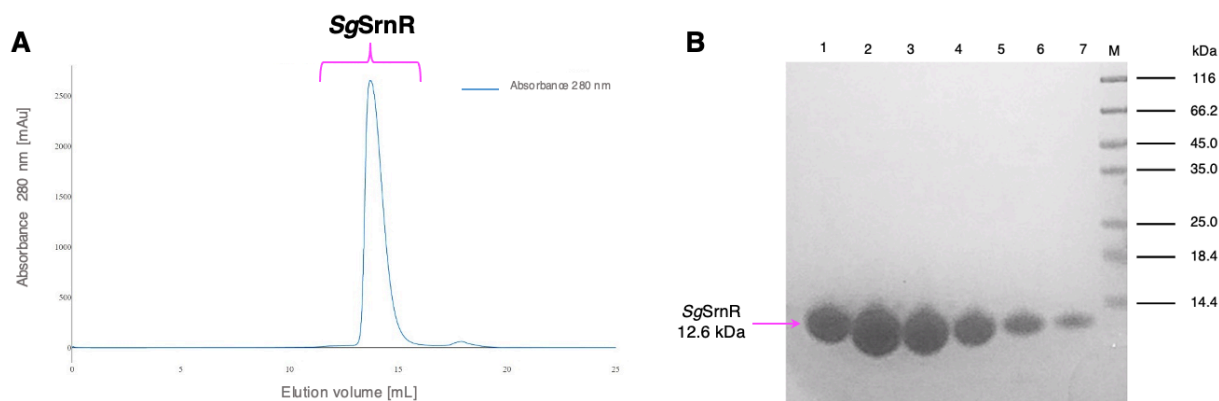 A
SgSrnR
Absorbance 280 nm
Absorbance 280 nm [mAu]
2500
2000
1500
1000
500
0
0 5 10 15 20 25
Elution volume [mL]
B
1 2 3 4 5 6 7 M kDa
116
66.2
45.0
35.0
25.0
18.4
14.4
SgSrnR
12.6 kDa